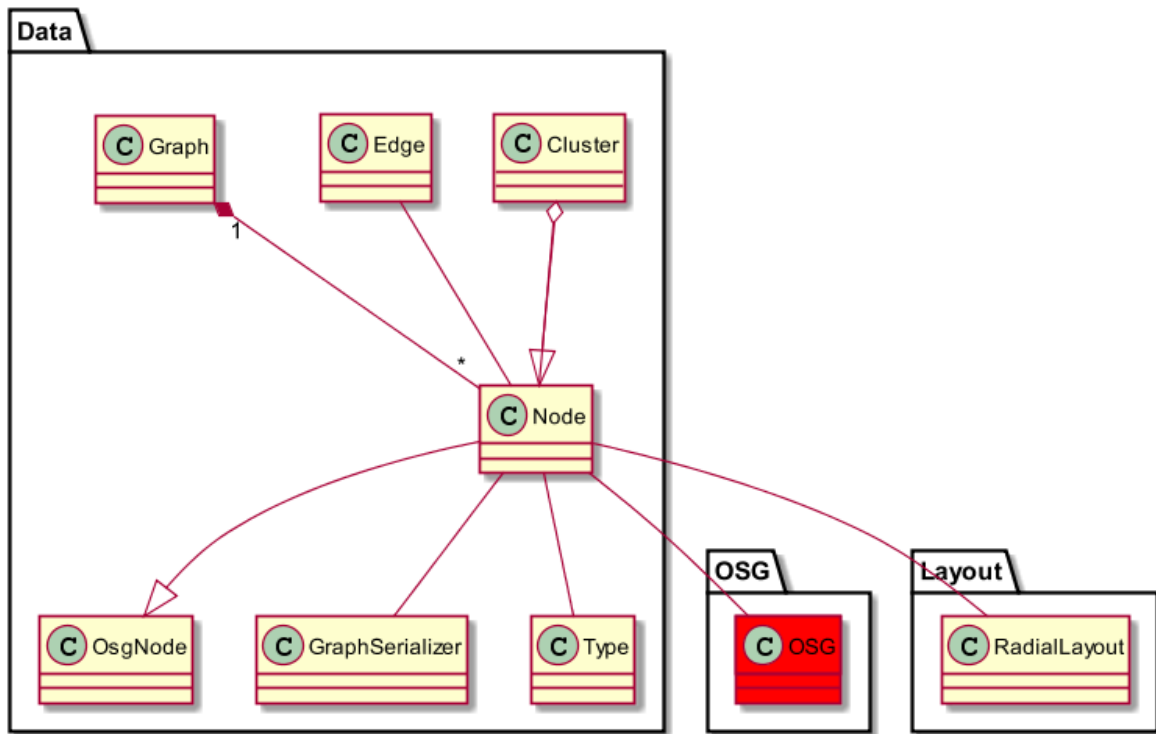 Data
C Graph
C Edge
C Cluster
1
*
C Node
OSG
Layout
C OsgNode
C GraphSerializer
C Type
C OSG
C RadialLayout